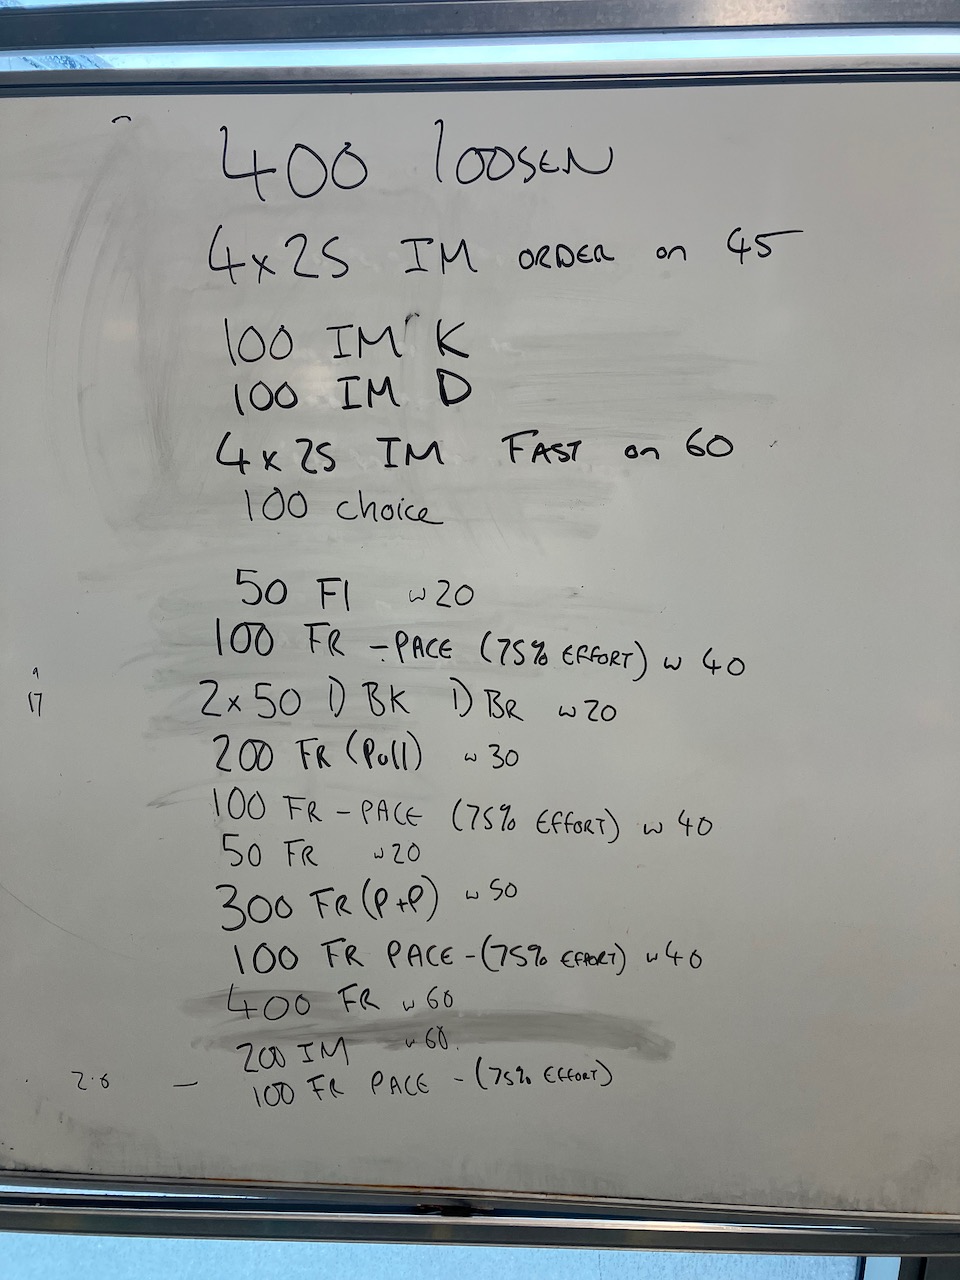 400 loosen
4x25 IM ORDER on 45
100 IM K
100 IM D
4x25 IM FAST on 60
100 choice
50 Fl w20
100 FR -PACE (75% EFFORT) w 40
17
2x50 1) BK 1) BR w20
200 FR (Pull) w 30
100 FR - PACE (75% EFFORT) w 40
50 FR w20
300 FR (P+P) w 50
100 FR PACE - (75% EFFORT) w40
400 FR w 60
200 IM w 60.
2.6 — 100 FR PACE - (75% EFFORT)